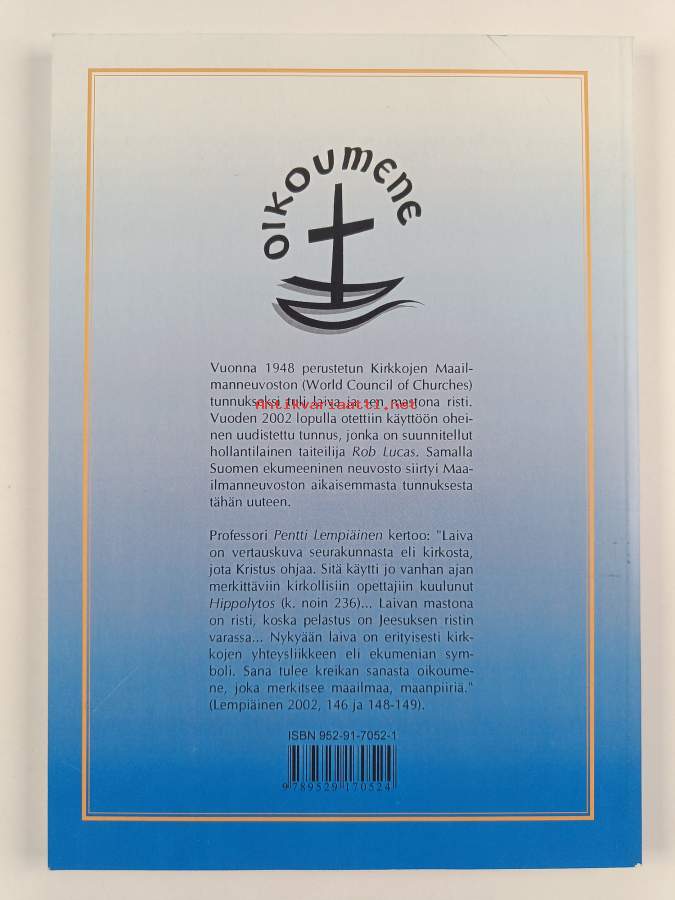 OIKOUMENE
Vuonna 1948 perustetun Kirkkojen Maail-
manneuvoston (World Council of Churches)
tunnukseksi tuli laiva ja sen mastona risti.
Antikvariaatti.net
Vuoden 2002 lopulla otettiin käyttöön ohei-
nen uudistettu tunnus, jonka on suunnitellut
hollantilainen taiteilija Rob Lucas. Samalla
Suomen ekumeeninen neuvosto siirtyi Maa-
ilmanneuvoston aikaisemmasta tunnuksesta
tähän uuteen.
Professori Pentti Lempiäinen kertoo: "Laiva
on vertauskuva seurakunnasta eli kirkosta,
jota Kristus ohjaa. Sitä käytti jo vanhan ajan
merkittäviin kirkollisiin opettajiin kuulunut
Hippolytos (k. noin 236)... Laivan mastona
on risti, koska pelastus on Jeesuksen ristin
varassa... Nykyään laiva on erityisesti kirk-
kojen yhteysliikkeen eli ekumenian sym-
boli. Sana tulee kreikan sanasta oikoume-
ne, joka merkitsee maailmaa, maanpiiriä."
(Lempiäinen 2002, 146 ja 148-149).
ISBN 952-91-7052-1
9 789529 170524